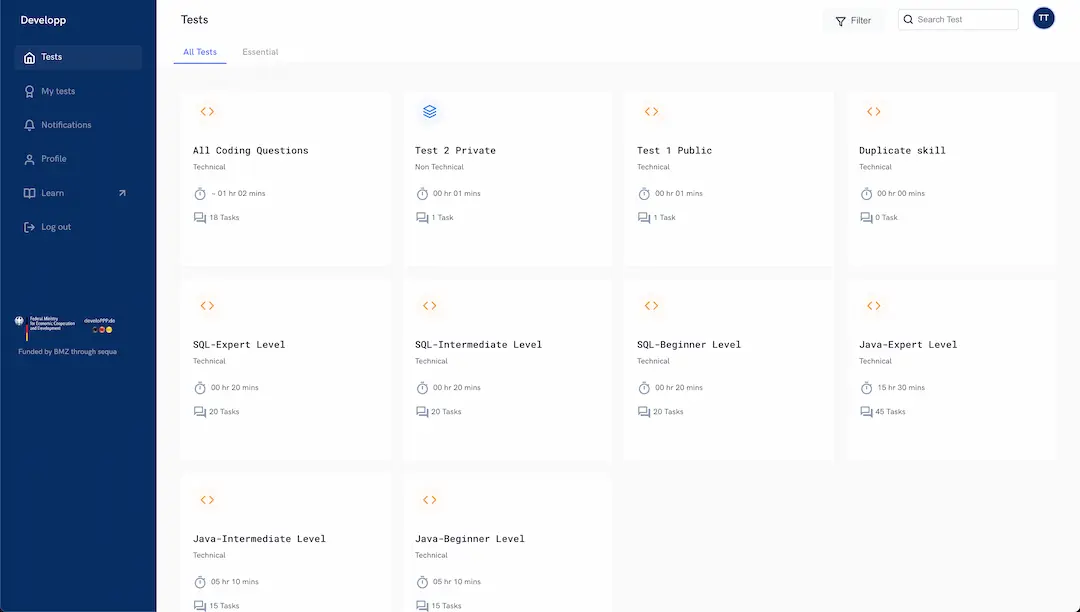 Developp
Tests
My tests
Notifications
Profile
Learn
Log out
Federal Ministry
for Economic Cooperation
and Development
develoPPP.de
Funded by BMZ through sequa
Tests
Filter
Search Test
TT
All Tests
Essential
All Coding Questions
Technical
~ 01 hr 02 mins
18 Tasks
Test 2 Private
Non Technical
00 hr 01 mins
1 Task
Test 1 Public
Technical
00 hr 01 mins
1 Task
Duplicate skill
Technical
00 hr 00 mins
0 Task
SQL-Expert Level
Technical
00 hr 20 mins
20 Tasks
SQL-Intermediate Level
Technical
00 hr 20 mins
20 Tasks
SQL-Beginner Level
Technical
00 hr 20 mins
20 Tasks
Java-Expert Level
Technical
15 hr 30 mins
45 Tasks
Java-Intermediate Level
Technical
05 hr 10 mins
15 Tasks
Java-Beginner Level
Technical
05 hr 10 mins
15 Tasks